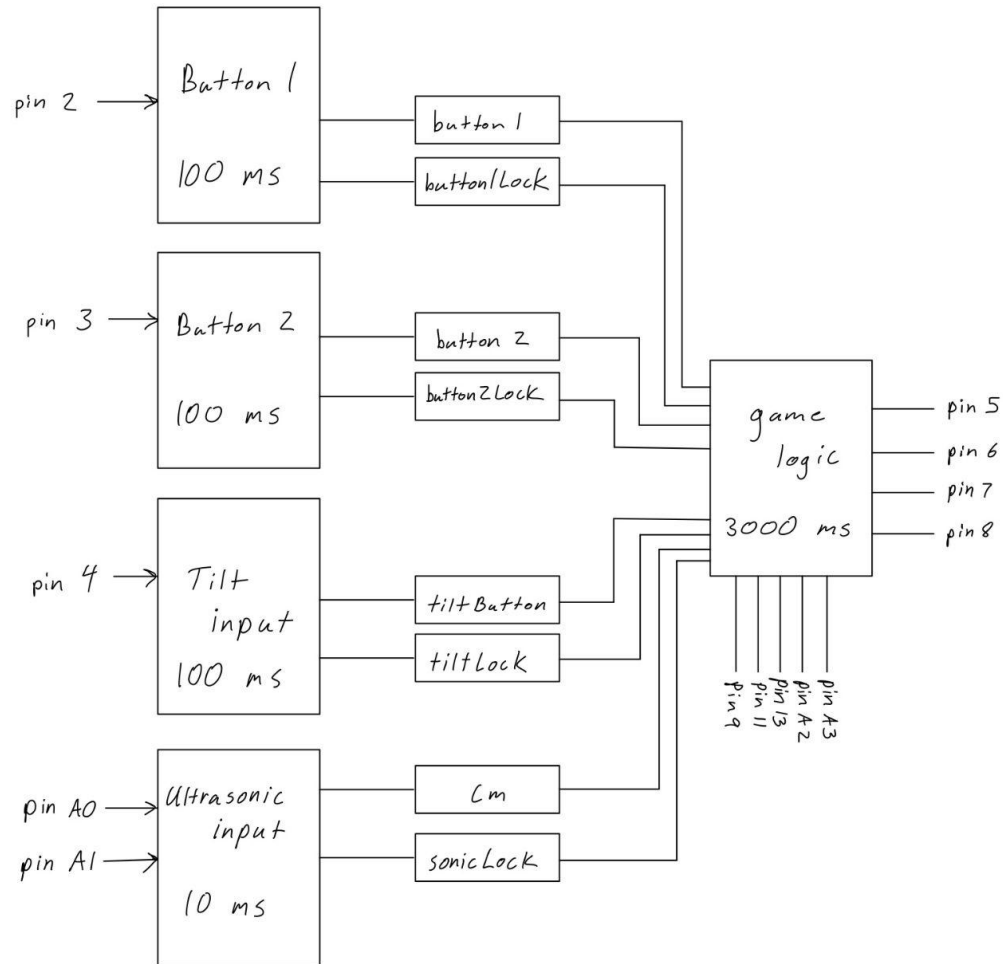 pin 2
Button 1
100 ms
button 1
button1Lock
pin 3
Button 2
100 ms
button 2
button2Lock
pin 4
Tilt
input
100 ms
tiltButton
tiltLock
pin A0
pin A1
Ultrasonic
input
10 ms
Cm
sonicLock
game
logic
3000 ms
pin 5
pin 6
pin 7
pin 8
pin 9
pin 11
pin 13
pin A2
pin A3